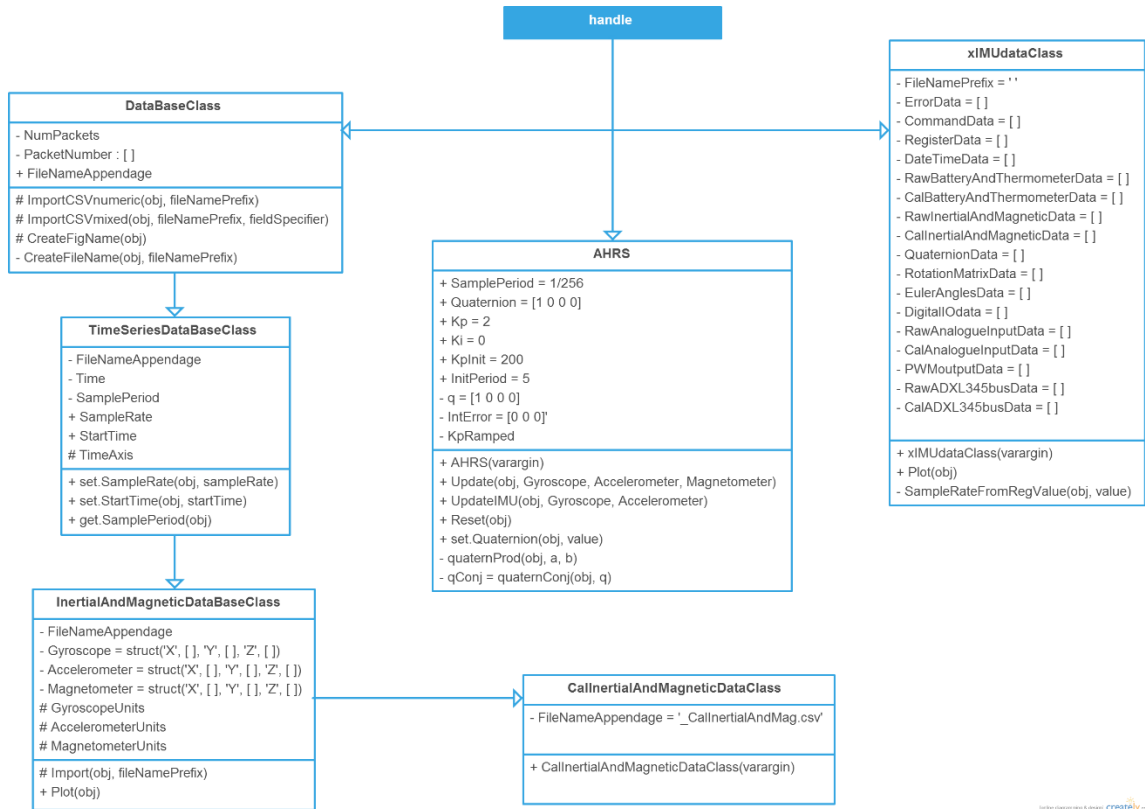 handle
DataBaseClass
- NumPackets
- PacketNumber : [ ]
+ FileNameAppendage
# ImportCSVnumeric(obj, fileNamePrefix)
# ImportCSVmixed(obj, fileNamePrefix, fieldSpecifier)
# CreateFigName(obj)
- CreateFileName(obj, fileNamePrefix)
TimeSeriesDataBaseClass
- FileNameAppendage
- Time
- SamplePeriod
+ SampleRate
+ StartTime
# TimeAxis
+ set.SampleRate(obj, sampleRate)
+ set.StartTime(obj, startTime)
+ get.SamplePeriod(obj)
InertialAndMagneticDataBaseClass
- FileNameAppendage
- Gyroscope = struct('X', [ ], 'Y', [ ], 'Z', [ ])
- Accelerometer = struct('X', [ ], 'Y', [ ], 'Z', [ ])
- Magnetometer = struct('X', [ ], 'Y', [ ], 'Z', [ ])
# GyroscopeUnits
# AccelerometerUnits
# MagnetometerUnits
# Import(obj, fileNamePrefix)
+ Plot(obj)
AHRS
+ SamplePeriod = 1/256
+ Quaternion = [1 0 0 0]
+ Kp = 2
+ Ki = 0
+ KpInit = 200
+ InitPeriod = 5
- q = [1 0 0 0]
- IntError = [0 0 0]'
- KpRamped
+ AHRS(varargin)
+ Update(obj, Gyroscope, Accelerometer, Magnetometer)
+ UpdateIMU(obj, Gyroscope, Accelerometer)
+ Reset(obj)
+ set.Quaternion(obj, value)
- quaternProd(obj, a, b)
- qConj = quaternConj(obj, q)
CalInertialAndMagneticDataClass
- FileNameAppendage = '_CalInertialAndMag.csv'
+ CalInertialAndMagneticDataClass(varargin)
xIMUdataClass
- FileNamePrefix = ' '
- ErrorData = [ ]
- CommandData = [ ]
- RegisterData = [ ]
- DateTimeData = [ ]
- RawBatteryAndThermometerData = [ ]
- CalBatteryAndThermometerData = [ ]
- RawInertialAndMagneticData = [ ]
- CalInertialAndMagneticData = [ ]
- QuaternionData = [ ]
- RotationMatrixData = [ ]
- EulerAnglesData = [ ]
- DigitalIOdata = [ ]
- RawAnalogueInputData = [ ]
- CalAnalogueInputData = [ ]
- PWMoutputData = [ ]
- RawADXL345busData = [ ]
- CalADXL345busData = [ ]
+ xIMUdataClass(varargin)
+ Plot(obj)
- SampleRateFromRegValue(obj, value)
creately